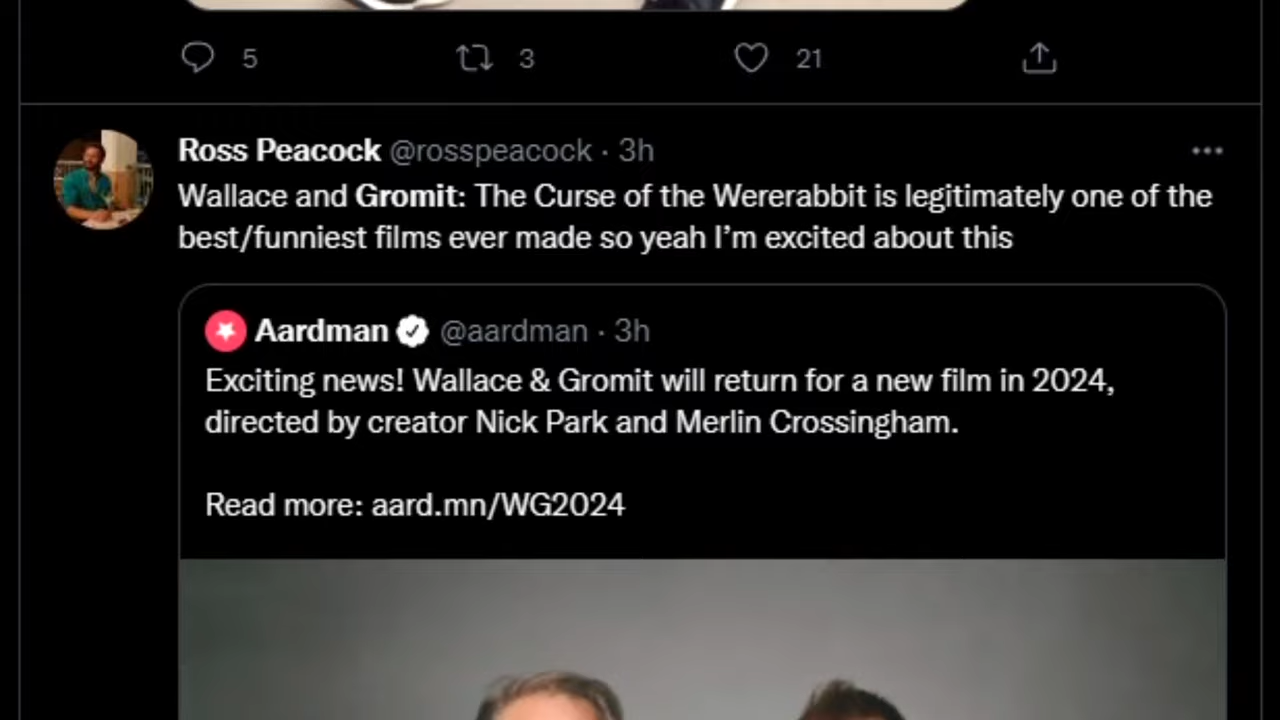 5 3 21
Ross Peacock @rosspeacock · 3h
Wallace and Gromit: The Curse of the Wererabbit is legitimately one of the
best/funniest films ever made so yeah I’m excited about this
Aardman @aardman · 3h
Exciting news! Wallace & Gromit will return for a new film in 2024,
directed by creator Nick Park and Merlin Crossingham.
Read more: aard.mn/WG2024